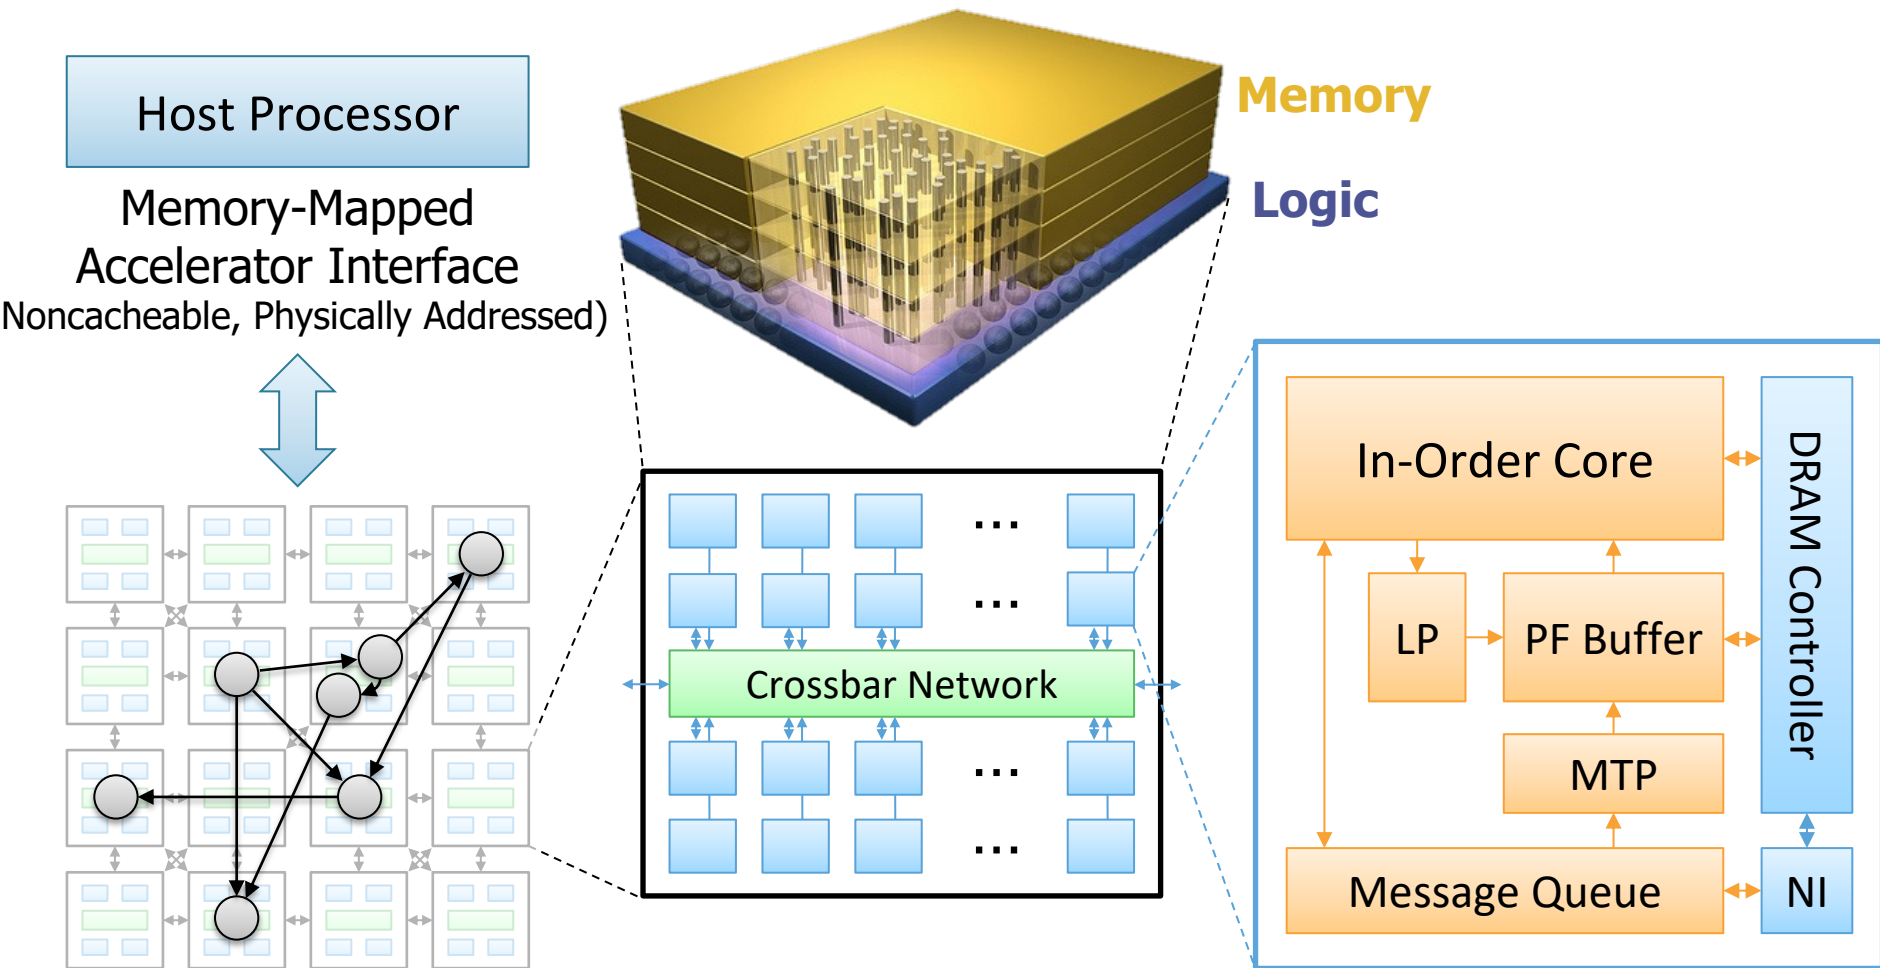 Host Processor
Memory-Mapped
Accelerator Interface
Noncacheable, Physically Addressed)
Memory
Logic
...
...
Crossbar Network
...
...
In-Order Core
DRAM Controller
LP
PF Buffer
MTP
Message Queue
NI